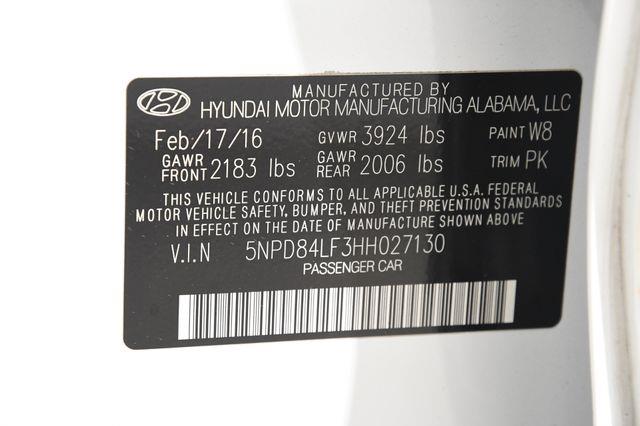 MANUFACTURED BY
HYUNDAI MOTOR MANUFACTURING ALABAMA, LLC
Feb/17/16 GVWR 3924 lbs PAINT W8
GAWR FRONT 2183 lbs GAWR REAR 2006 lbs TRIM PK
THIS VEHICLE CONFORMS TO ALL APPLICABLE U.S.A. FEDERAL
MOTOR VEHICLE SAFETY, BUMPER, AND THEFT PREVENTION STANDARDS
IN EFFECT ON THE DATE OF MANUFACTURE SHOWN ABOVE.
V.I.N 5NPD84LF3HH027130
PASSENGER CAR